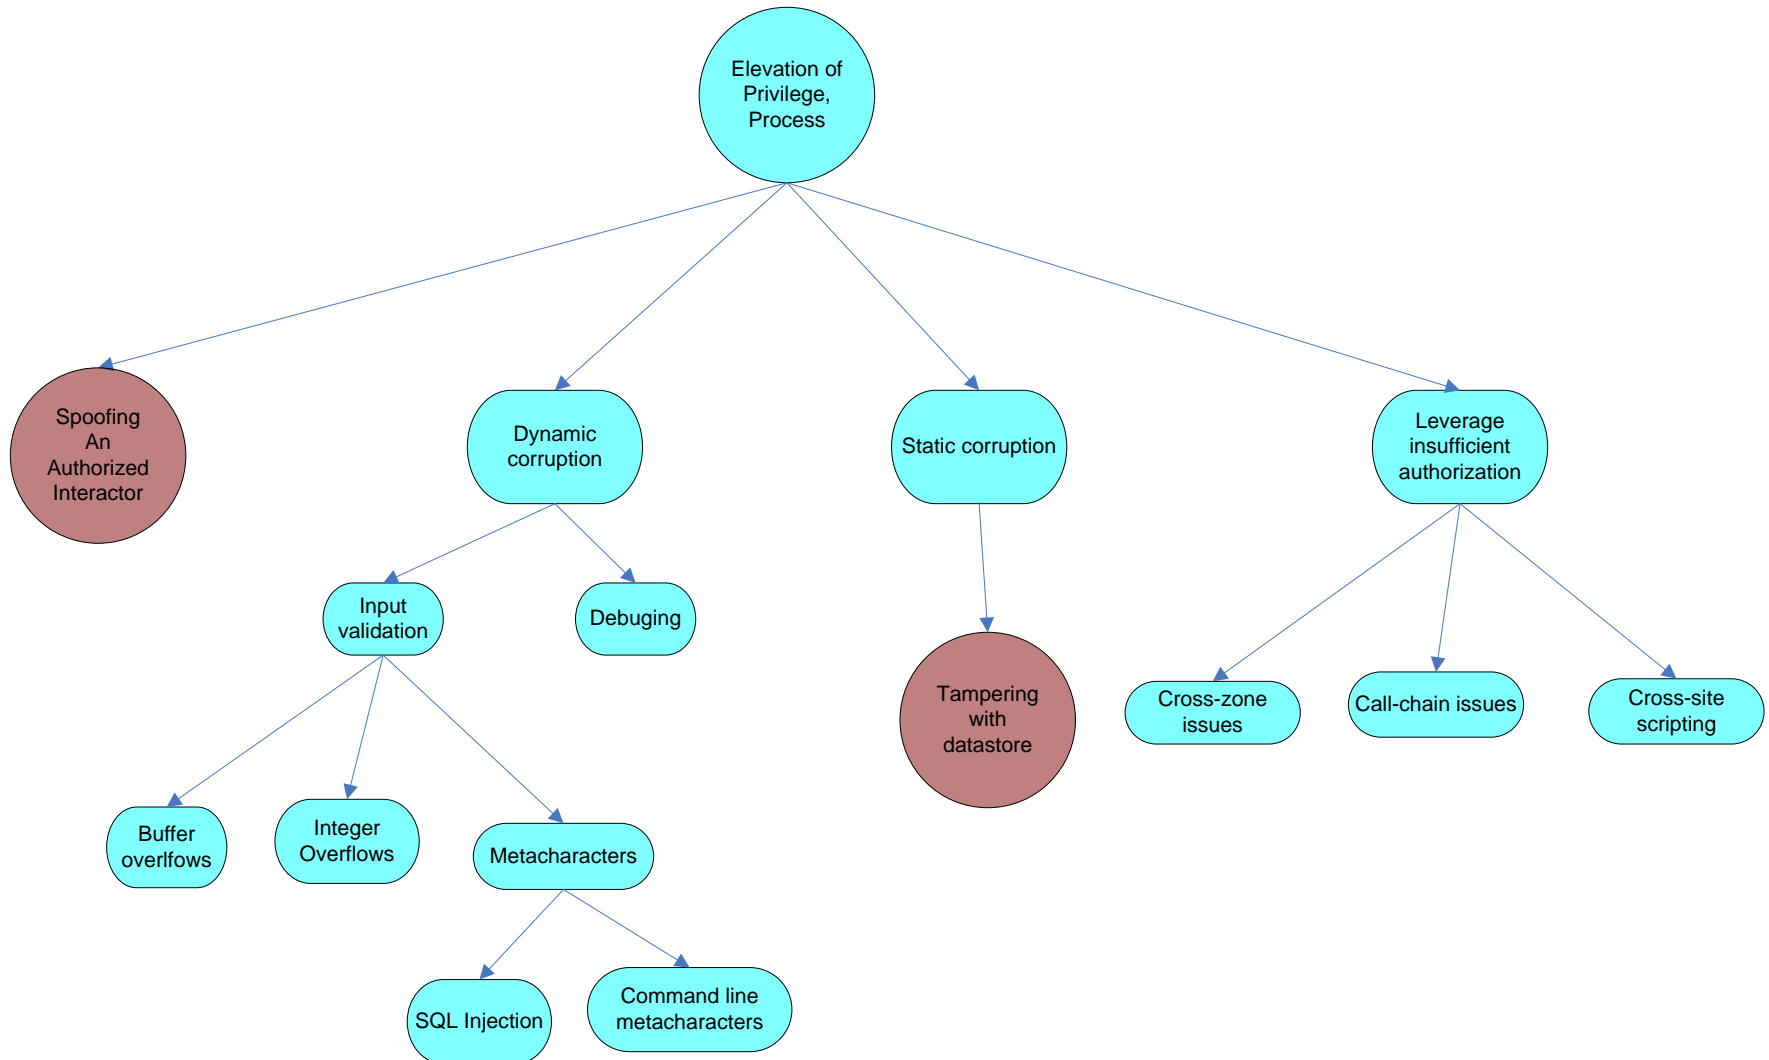 Elevation of
Privilege,
Process
Spoofing
An
Authorized
Interactor
Dynamic
corruption
Static corruption
Leverage
insufficient
authorization
Input
validation
Debuging
Tampering
with
datastore
Cross-zone
issues
Call-chain issues
Cross-site
scripting
Buffer
overlfows
Integer
Overflows
Metacharacters
SQL Injection
Command line
metacharacters